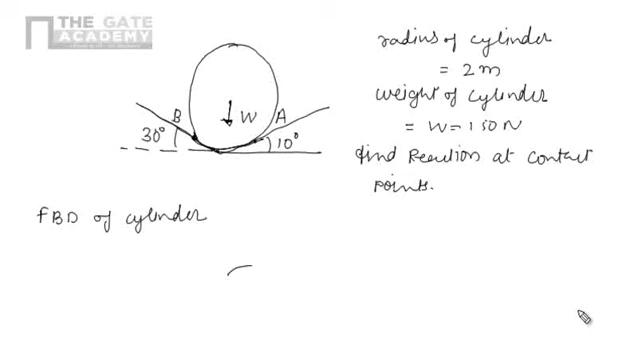 THE GATE
ACADEMY
radius of cylinder
= 2m
weight of cylinder
= W = 150N
find Reaction at contact
points.
B
W
A
30°
10°
FBD of cylinder